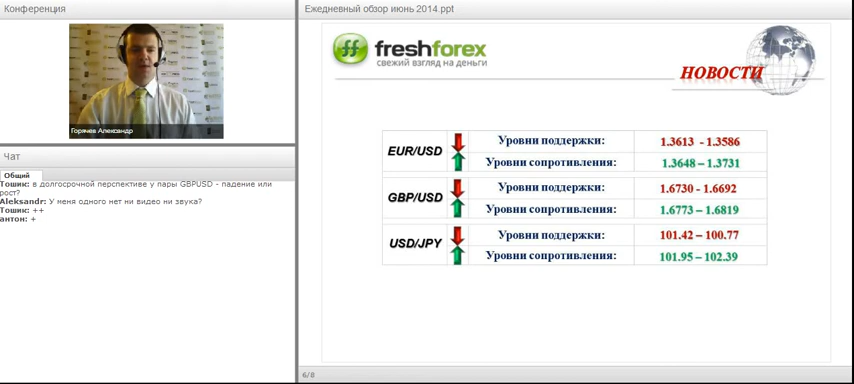 Конференция
Горячев Александр
Чат
Общий
Тошик: в долгосрочной перспективе у пары GBPUSD - падение или
рост?
Aleksandr: У меня одного нет ни видео ни звука?
Тошик: ++
антон: +
Ежедневный обзор июнь 2014.ppt
ff freshforex
свежий взгляд на деньги
НОВОСТИ
EUR/USD
Уровни поддержки: 1.3613 - 1.3586
Уровни сопротивления: 1.3648 – 1.3731
GBP/USD
Уровни поддержки: 1.6730 - 1.6692
Уровни сопротивления: 1.6773 – 1.6819
USD/JPY
Уровни поддержки: 101.42 – 100.77
Уровни сопротивления: 101.95 – 102.39
6/8